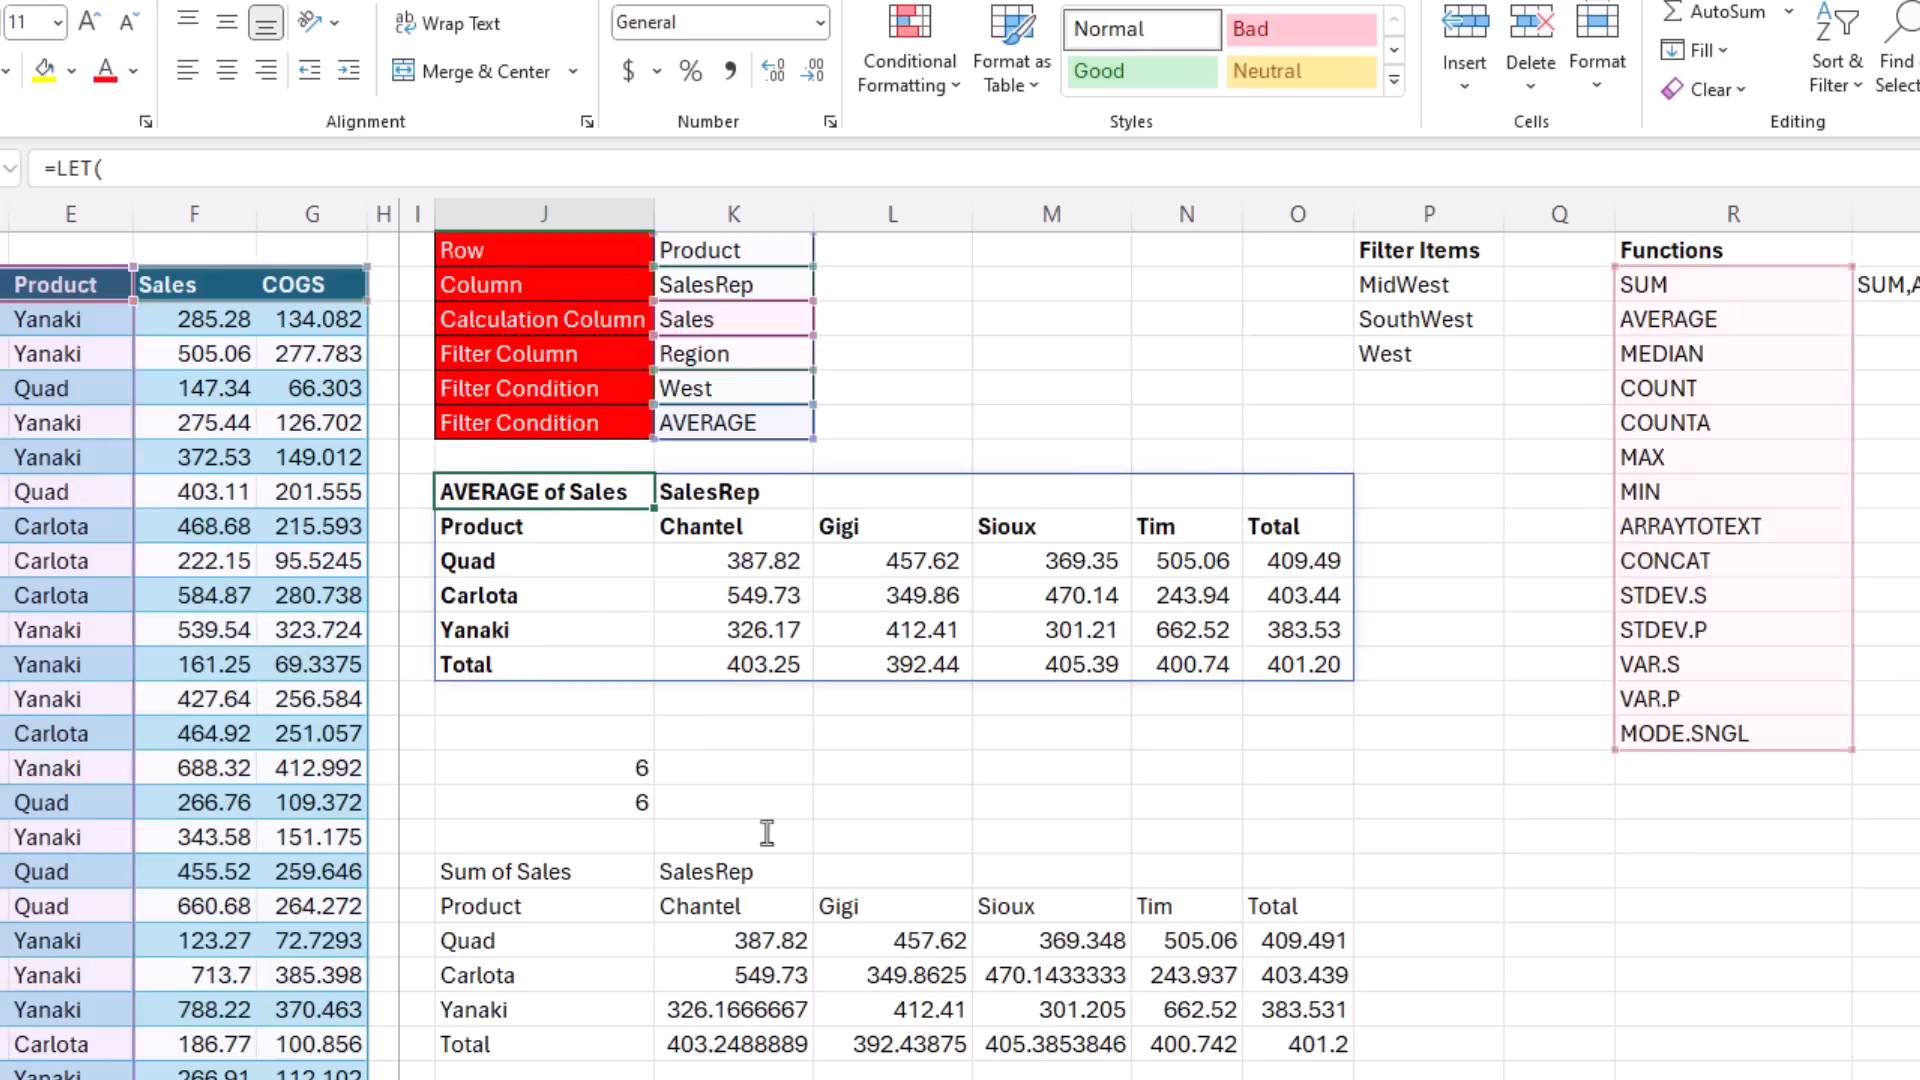 11 A^ Aˇ ab Wrap Text General Normal Bad AutoSum
A Merge & Center $ % 9 Conditional Formatting Format as Table Good Neutral Insert Delete Format Fill Sort & Filter Find Select
Clear
Alignment Number Styles Cells Editing
=LET(
E F G H I J K L M N O P Q R
Row Product Filter Items Functions
Product Sales COGS Column SalesRep MidWest SUM SUM,A
Yanaki 285.28 134.082 Calculation Column Sales SouthWest AVERAGE
Yanaki 505.06 277.783 Filter Column Region West MEDIAN
Quad 147.34 66.303 Filter Condition West COUNT
Yanaki 275.44 126.702 Filter Condition AVERAGE COUNTA
Yanaki 372.53 149.012 MAX
Quad 403.11 201.555 AVERAGE of Sales SalesRep MIN
Carlota 468.68 215.593 Product Chantel Gigi Sioux Tim Total ARRAYTOTEXT
Carlota 222.15 95.5245 Quad 387.82 457.62 369.35 505.06 409.49 CONCAT
Carlota 584.87 280.738 Carlota 549.73 349.86 470.14 243.94 403.44 STDEV.S
Yanaki 539.54 323.724 Yanaki 326.17 412.41 301.21 662.52 383.53 STDEV.P
Yanaki 161.25 69.3375 Total 403.25 392.44 405.39 400.74 401.20 VAR.S
Yanaki 427.64 256.584 VAR.P
Carlota 464.92 251.057 MODE.SNGL
Yanaki 688.32 412.992 6
Quad 266.76 109.372 6
Yanaki 343.58 151.175
Quad 455.52 259.646 Sum of Sales SalesRep
Quad 660.68 264.272 Product Chantel Gigi Sioux Tim Total
Yanaki 123.27 72.7293 Quad 387.82 457.62 369.348 505.06 409.491
Yanaki 713.7 385.398 Carlota 549.73 349.8625 470.1433333 243.937 403.439
Yanaki 788.22 370.463 Yanaki 326.1666667 412.41 301.205 662.52 383.531
Carlota 186.77 100.856 Total 403.2488889 392.43875 405.3853846 400.742 401.2
Yanaki 266.91 112.102